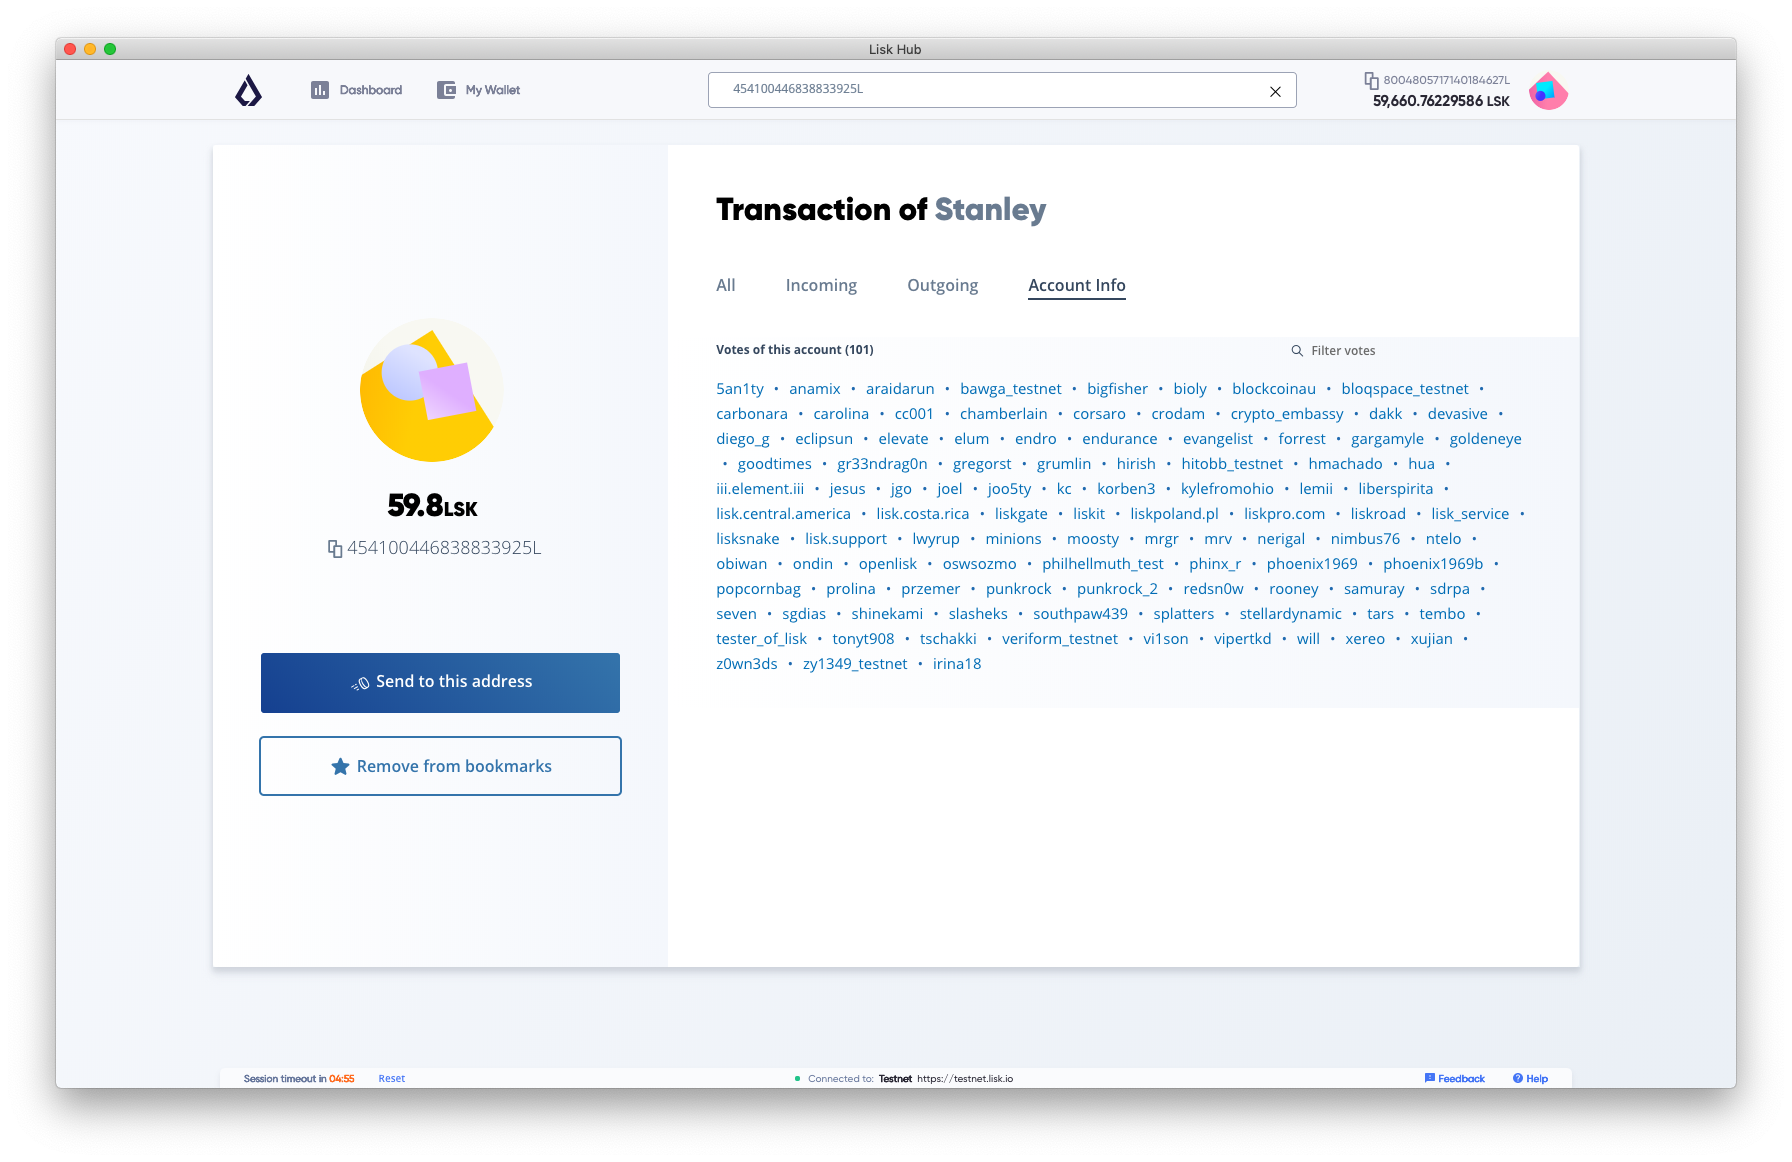 Lisk Hub
Dashboard
My Wallet
454100446838833925L
8004805717140184627L
59,660.76229586 LSK
Transaction of Stanley
All Incoming Outgoing Account Info
Votes of this account (101)
Filter votes
5an1ty • anamix • araidarun • bawga_testnet • bigfisher • bioly • blockcoinau • bloqspace_testnet •
carbonara • carolina • cc001 • chamberlain • corsaro • crodam • crypto_embassy • dakk • devasive •
diego_g • eclipsun • elevate • elum • endro • endurance • evangelist • forrest • gargamyle • goldeneye
• goodtimes • gr33ndrag0n • gregorst • grumlin • hirish • hitobb_testnet • hmachado • hua •
iii.element.iii • jesus • jgo • joel • joo5ty • kc • korben3 • kylefromohio • lemii • liberspirita •
lisk.central.america • lisk.costa.rica • liskgate • liskit • liskpoland.pl • liskpro.com • liskroad • lisk_service •
lisksnake • lisk.support • lwyrup • minions • moosty • mrgr • mrv • nerigal • nimbus76 • ntelo •
obiwan • ondin • openlisk • oswsozmo • philhellmuth_test • phinx_r • phoenix1969 • phoenix1969b •
popcornbag • prolina • przemer • punkrock • punkrock_2 • redsn0w • rooney • samuray • sdrpa •
seven • sgdias • shinekami • slasheks • southpaw439 • splatters • stellardynamic • tars • tembo •
tester_of_lisk • tonyt908 • tschakki • veriform_testnet • vi1son • vipertkd • will • xereo • xujian •
z0wn3ds • zy1349_testnet • irina18
59.8LSK
454100446838833925L
Send to this address
Remove from bookmarks
Session timeout in 04:55 Reset
Connected to: Testnet https://testnet.lisk.io
Feedback
Help